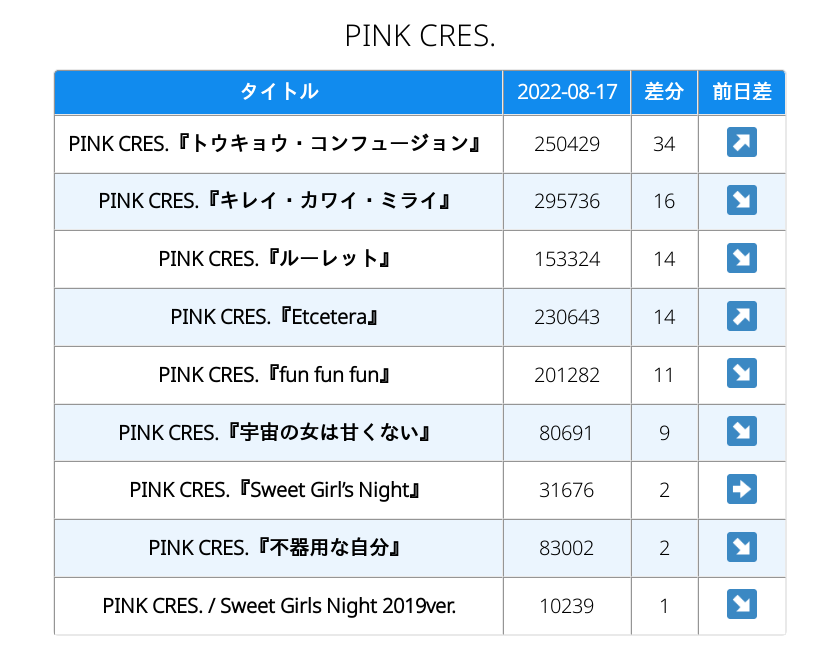 PINK CRES.
タイトル 2022-08-17 差分 前日差
PINK CRES.『トウキョウ・コンフュージョン』 250429 34
PINK CRES.『キレイ・カワイ・ミライ』 295736 16
PINK CRES.『ルーレット』 153324 14
PINK CRES.『Etcetera』 230643 14
PINK CRES.『fun fun fun』 201282 11
PINK CRES.『宇宙の女は甘くない』 80691 9
PINK CRES.『Sweet Girl’s Night』 31676 2
PINK CRES.『不器用な自分』 83002 2
PINK CRES. / Sweet Girls Night 2019ver. 10239 1